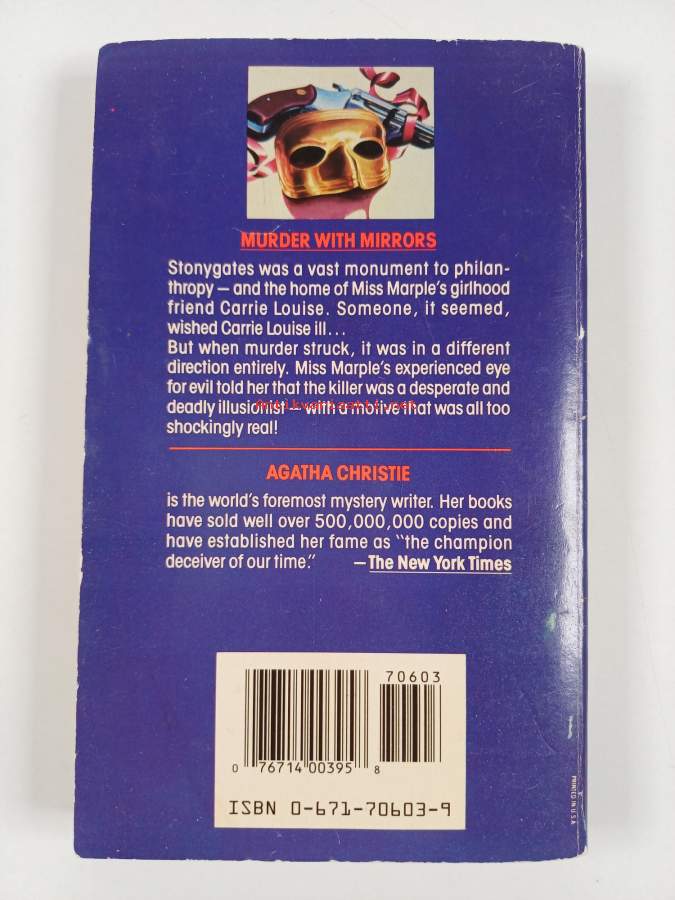 MURDER WITH MIRRORS
Stonygates was a vast monument to philan-
thropy — and the home of Miss Marple's girlhood
friend Carrie Louise. Someone, it seemed,
wished Carrie Louise ill...
But when murder struck, it was in a different
direction entirely. Miss Marple's experienced eye
for evil told her that the killer was a desperate and
deadly illusionist — with a motive that was all too
shockingly real!
Antikvariaatti.net
AGATHA CHRISTIE
is the world's foremost mystery writer. Her books
have sold well over 500,000,000 copies and
have established her fame as "the champion
deceiver of our time." — The New York Times
70603
0 76714 00395 8
ISBN 0-671-70603-9
PRINTED IN U.S.A.